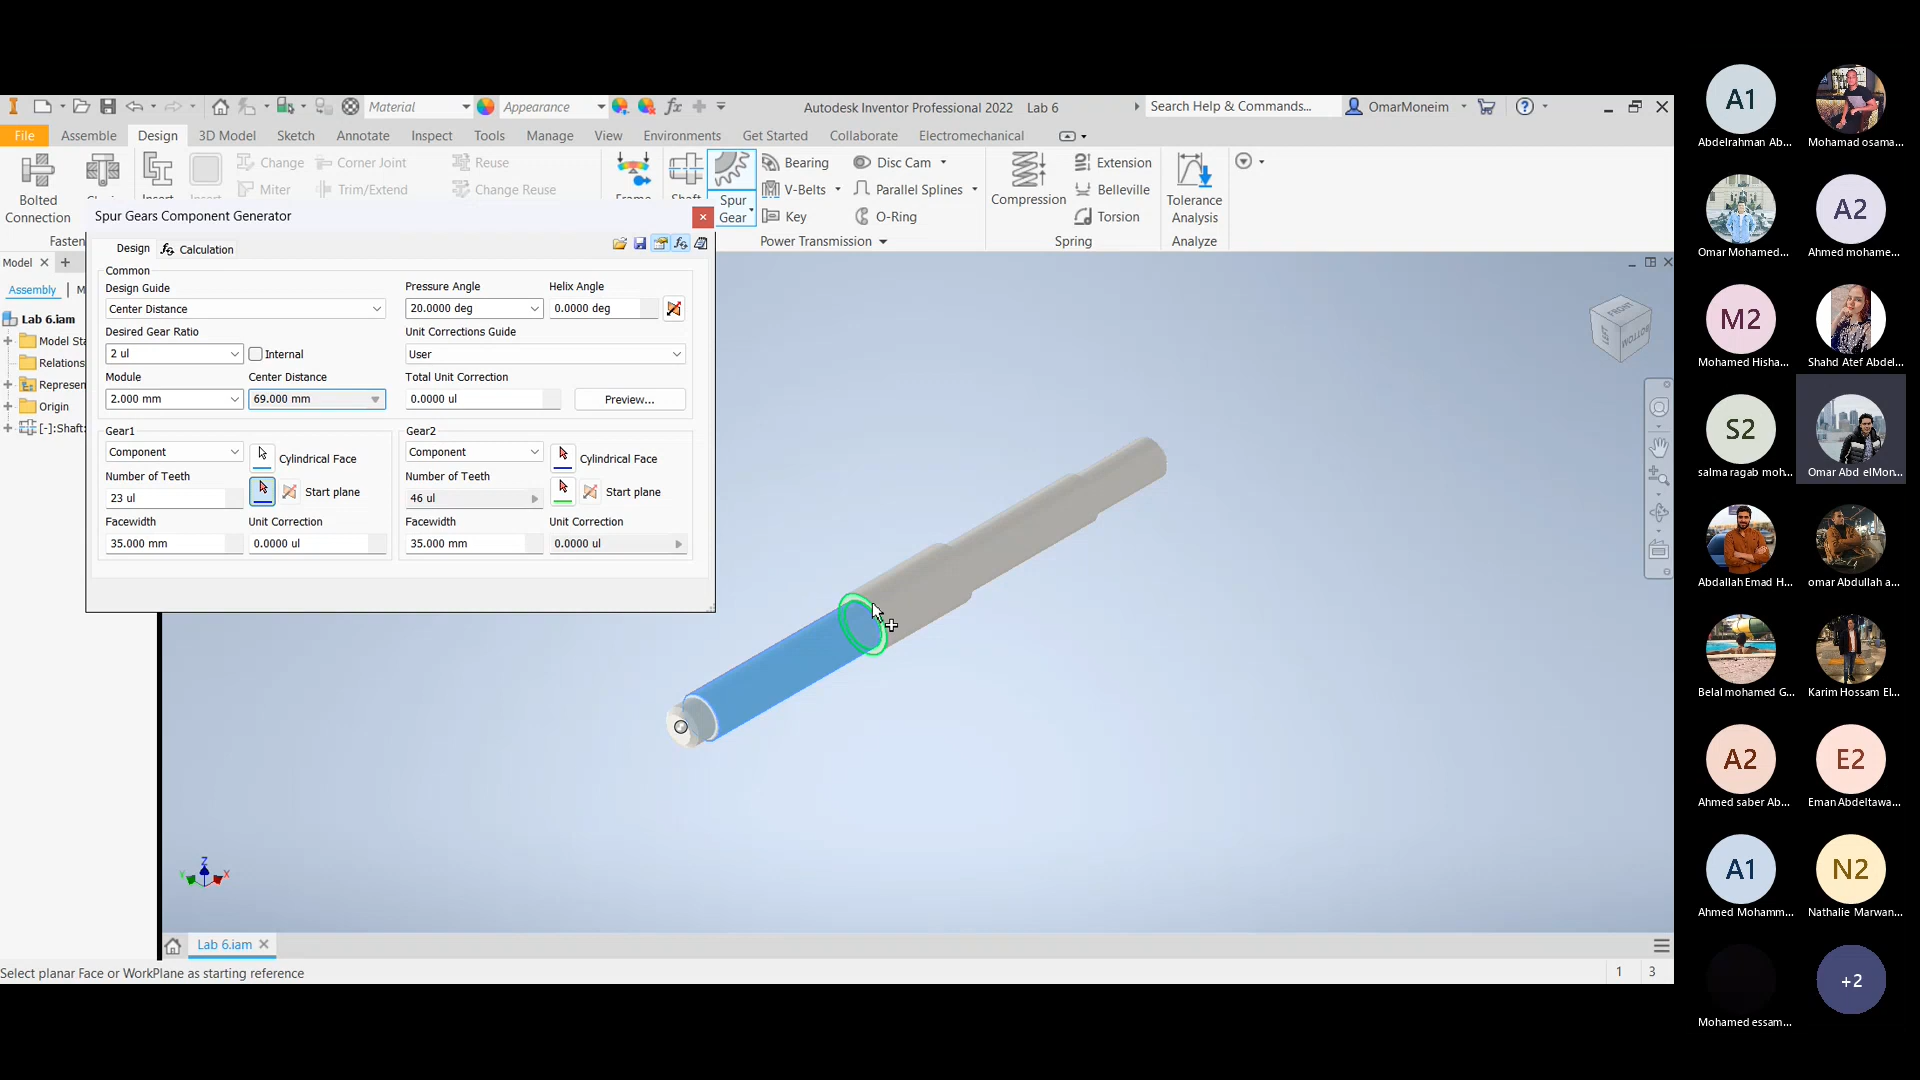 Material
Appearance
Autodesk Inventor Professional 2022 Lab 6
Search Help & Commands...
OmarMoneim
File Assemble Design 3D Model Sketch Annotate Inspect Tools Manage View Environments Get Started Collaborate Electromechanical
Bolted
Connection
Change
Miter
Corner Joint
Trim/Extend
Reuse
Change Reuse
Spur
Gear
Bearing
V-Belts
Key
Disc Cam
Parallel Splines
O-Ring
Power Transmission
Compression
Extension
Belleville
Torsion
Spring
Tolerance
Analysis
Analyze
Fasten
Model
Assembly
Lab 6.iam
Model Sta
Relations
Represen
Origin
[-]:Shaft:
Spur Gears Component Generator
Design Calculation
Common
Design Guide
Center Distance
Pressure Angle
20.0000 deg
Helix Angle
0.0000 deg
Desired Gear Ratio
2 ul
Internal
Unit Corrections Guide
User
Module
2.000 mm
Center Distance
69.000 mm
Total Unit Correction
0.0000 ul
Preview...
Gear1
Component
Cylindrical Face
Number of Teeth
23 ul
Start plane
Facewidth
35.000 mm
Unit Correction
0.0000 ul
Gear2
Component
Cylindrical Face
Number of Teeth
46 ul
Start plane
Facewidth
35.000 mm
Unit Correction
0.0000 ul
FRONT
BOTTOM
Z
Y
X
Lab 6.iam
Select planar Face or WorkPlane as starting reference
1 3
A1
Abdelrahman Ab...
Mohamad osama...
Omar Mohamed...
A2
Ahmed mohame...
M2
Mohamed Hisha...
Shahd Atef Abdel...
S2
salma ragab moh...
Omar Abd elMon...
Abdallah Emad H...
omar Abdullah a...
Belal mohamed G...
Karim Hossam El...
A2
Ahmed saber Ab...
E2
Eman Abdeltawa...
A1
Ahmed Mohamm...
N2
Nathalie Marwan...
Mohamed essam...
+2